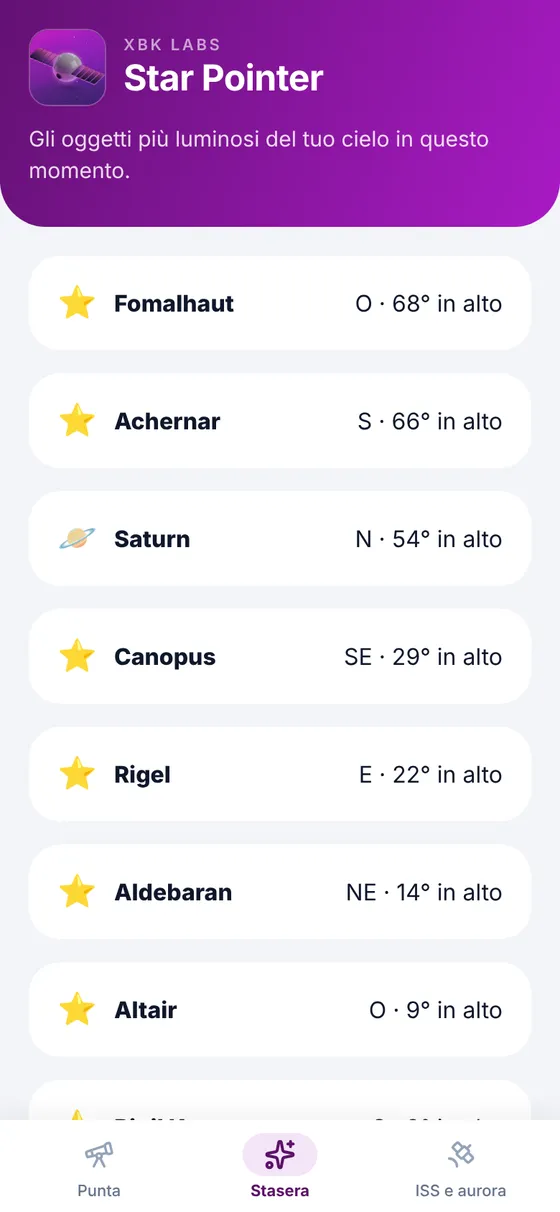 XBK LABS
Star Pointer
Gli oggetti più luminosi del tuo cielo in questo
momento.
Fomalhaut O · 68° in alto
Achernar S · 66° in alto
Saturn N · 54° in alto
Canopus SE · 29° in alto
Rigel E · 22° in alto
Aldebaran NE · 14° in alto
Altair O · 9° in alto
Punta
Stasera
ISS e aurora